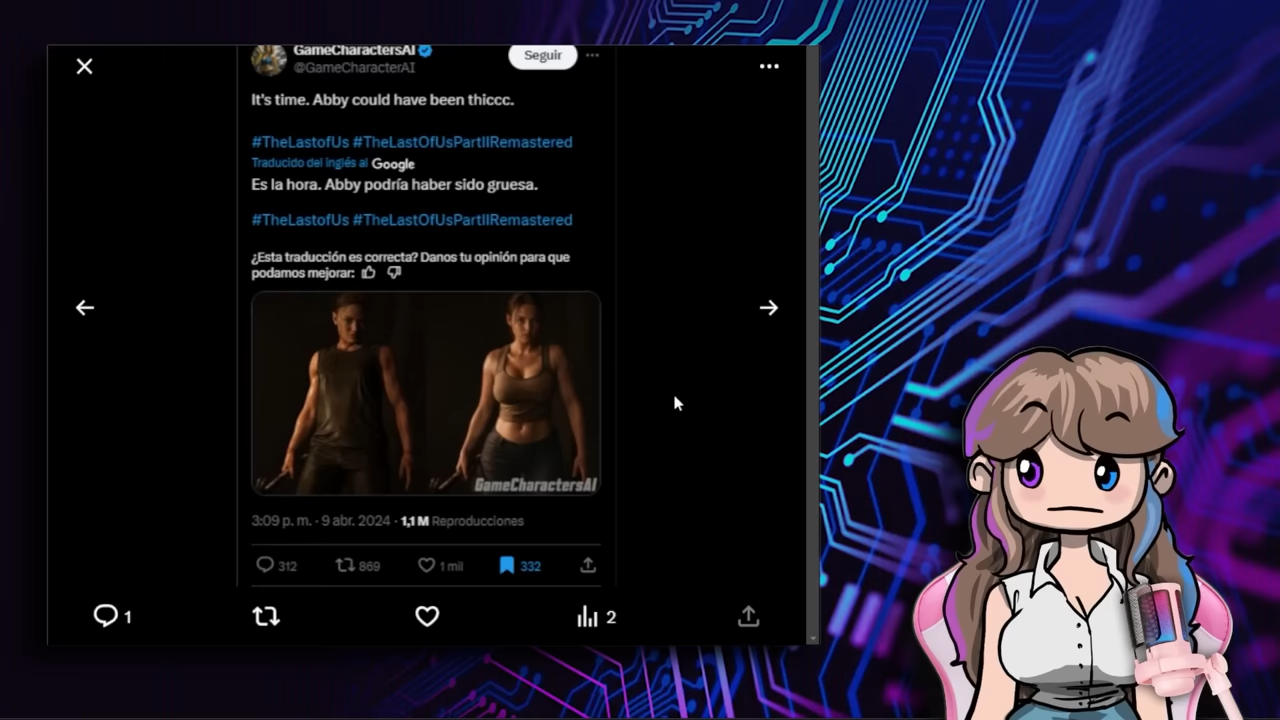 GameCharactersAI
@GameCharacterAI
Seguir
It's time. Abby could have been thiccc.
#TheLastofUs #TheLastOfUsPartIIRemastered
Traducido del inglés al Google
Es la hora. Abby podría haber sido gruesa.
#TheLastofUs #TheLastOfUsPartIIRemastered
¿Esta traducción es correcta? Danos tu opinión para que
podamos mejorar:
GameCharactersAI
3:09 p. m. · 9 abr. 2024 · 1,1 M Reproducciones
312 869 1 mil 332
1 2